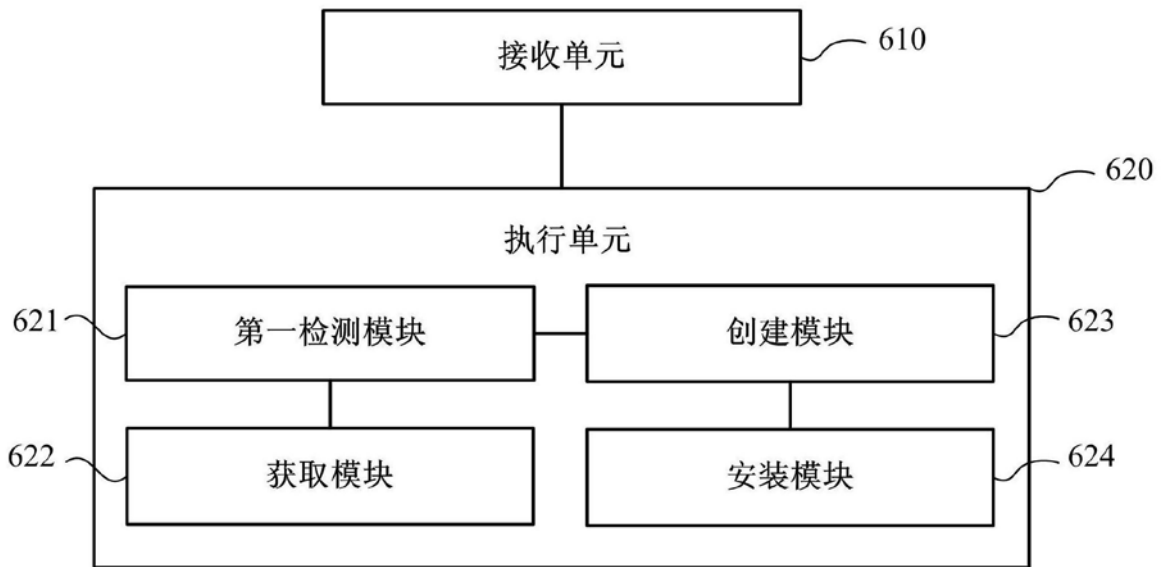 接收单元
610
620
执行单元
621
第一检测模块
创建模块
623
622
获取模块
安装模块
624